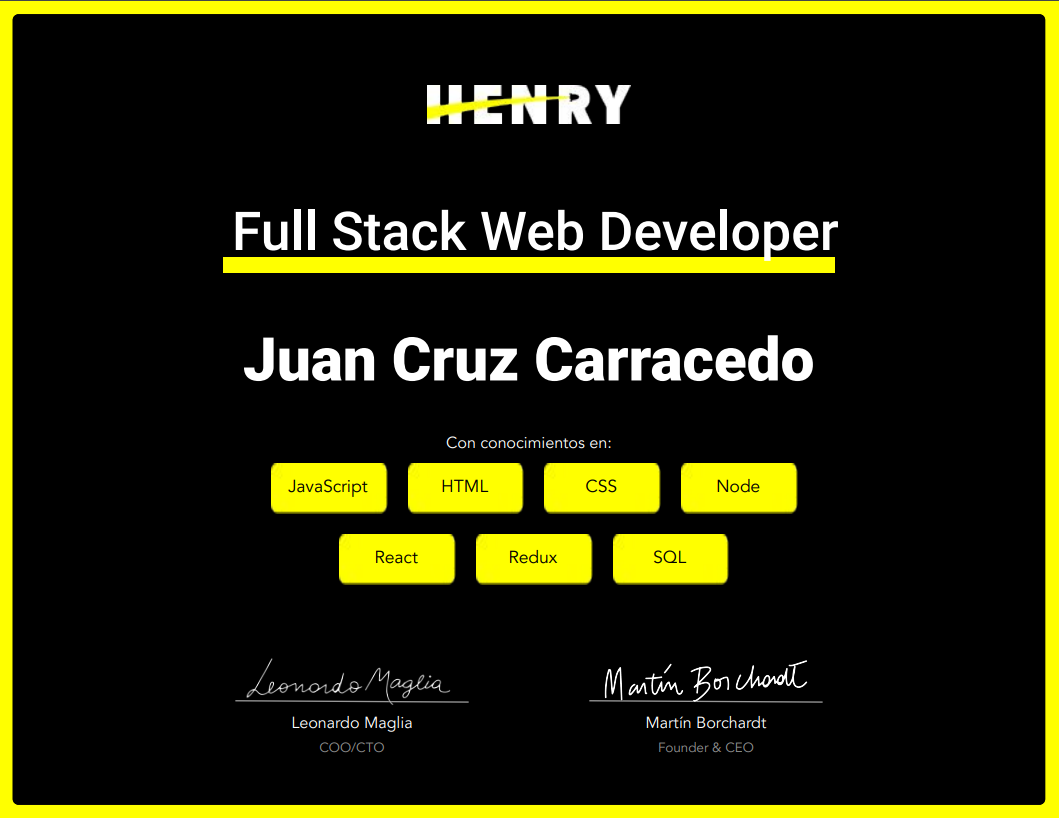 HENRY
Full Stack Web Developer
Juan Cruz Carracedo
Con conocimientos en:
JavaScript HTML CSS Node
React Redux SQL
Leonardo Maglia Martín Borchardt
Leonardo Maglia Martín Borchardt
COO/CTO Founder & CEO